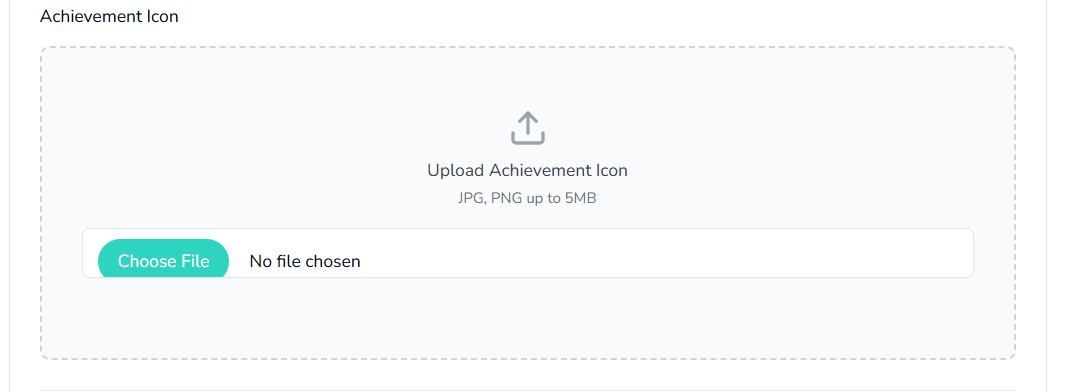 Achievement Icon
Upload Achievement Icon
JPG, PNG up to 5MB
Choose File No file chosen